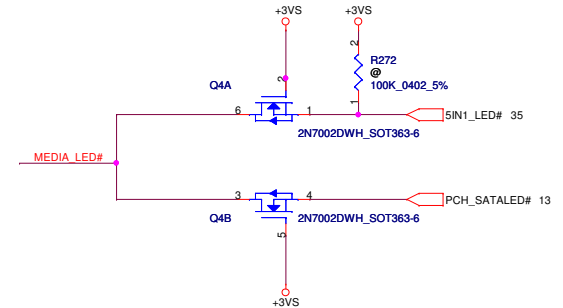 +3VS
+3VS
2
2
R272
@
100K_0402_5%
Q4A
6
1
1
5IN1_LED# 35
2N7002DWH_SOT363-6
MEDIA_LED#
3
4
PCH_SATALED# 13
Q4B
2N7002DWH_SOT363-6
5
+3VS